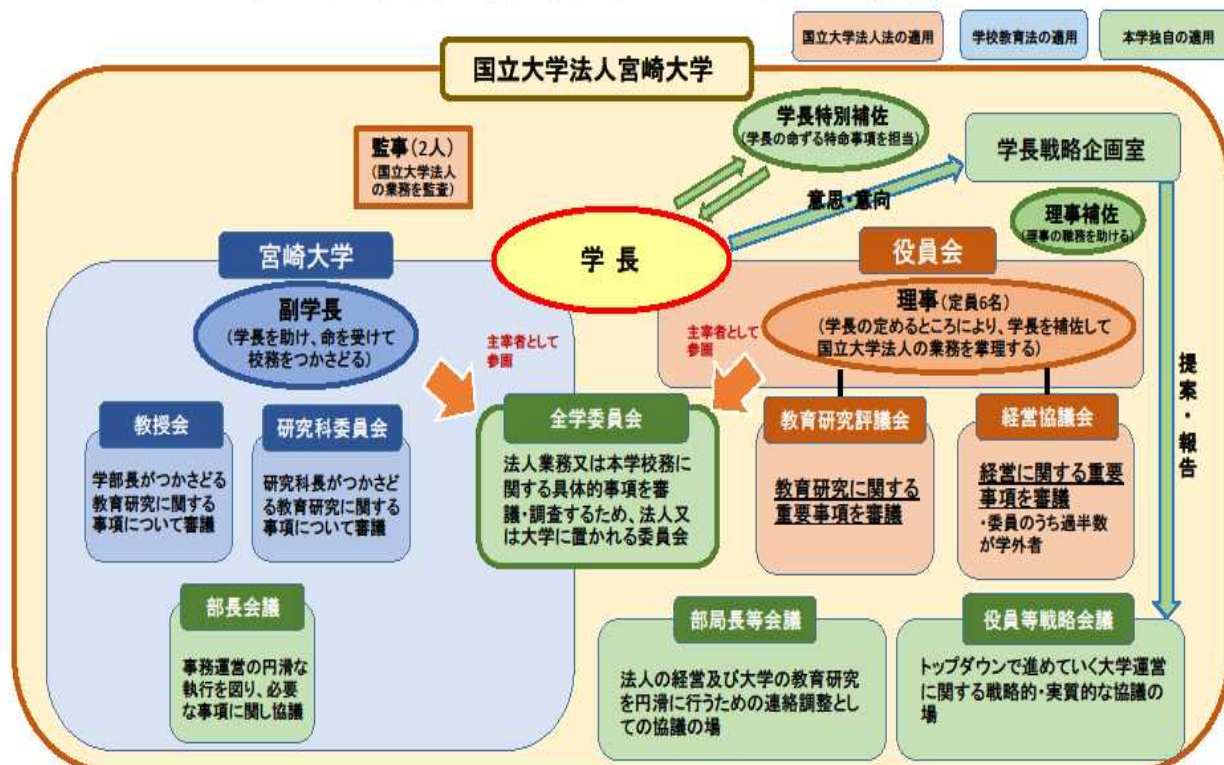 国立大学法人法の適用
学校教育法の適用
本学独自の適用
国立大学法人宮崎大学
学長特別補佐
(学長の命ずる特命事項を担当)
学長戦略企画室
監事(2人)
(国立大学法人
の業務を監査)
意思・意向
理事補佐
(理事の職務を助ける)
学 長
宮崎大学
役員会
副学長
(学長を助け、命を受けて
校務をつかさどる)
理事(定員6名)
(学長の定めるところにより、学長を補佐して
国立大学法人の業務を掌理する)
主宰者として
参画
主宰者として
参画
提案・報告
教授会
学部長がつかさどる
教育研究に関する
事項について審議
研究科委員会
研究科長がつかさど
る教育研究に関する
事項について審議
全学委員会
法人業務又は本学校務に
関する具体的事項を審
議・調査するため、法人又
は大学に置かれる委員会
教育研究評議会
教育研究に関する
重要事項を審議
経営協議会
経営に関する重要
事項を審議
・委員のうち過半数
が学外者
部長会議
事務運営の円滑な
執行を図り、必要
な事項に関し協議
部局長等会議
法人の経営及び大学の教育研究
を円滑に行うための連絡調整とし
ての協議の場
役員等戦略会議
トップダウンで進めていく大学運営
に関する戦略的・実質的な協議の
場